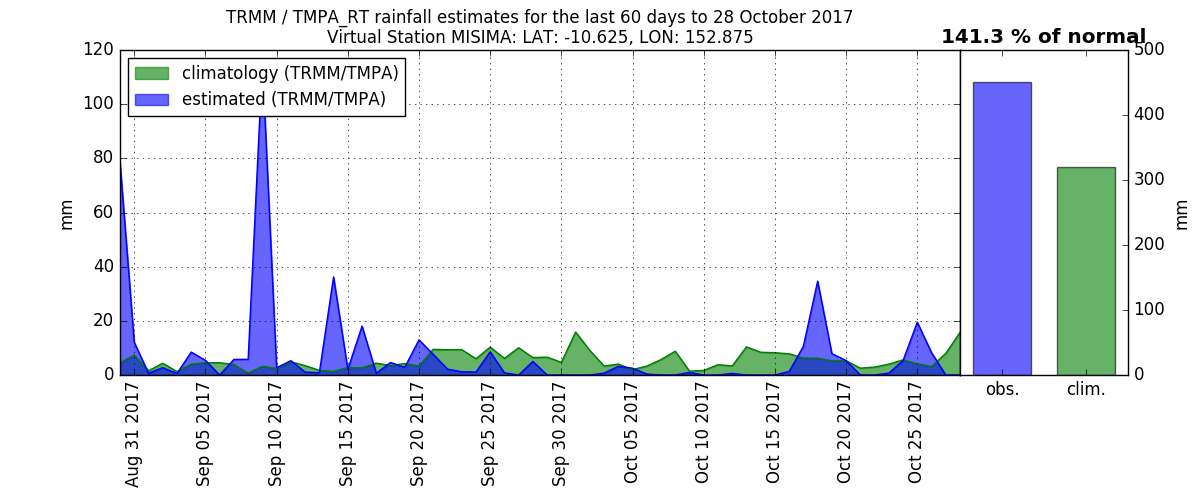 TRMM / TMPA_RT rainfall estimates for the last 60 days to 28 October 2017
Virtual Station MISIMA: LAT: -10.625, LON: 152.875
141.3 % of normal
climatology (TRMM/TMPA)
estimated (TRMM/TMPA)
120
100
80
60
40
20
0
mm
Aug 31 2017
Sep 05 2017
Sep 10 2017
Sep 15 2017
Sep 20 2017
Sep 25 2017
Sep 30 2017
Oct 05 2017
Oct 10 2017
Oct 15 2017
Oct 20 2017
Oct 25 2017
obs.
clim.
500
400
300
200
100
0
mm